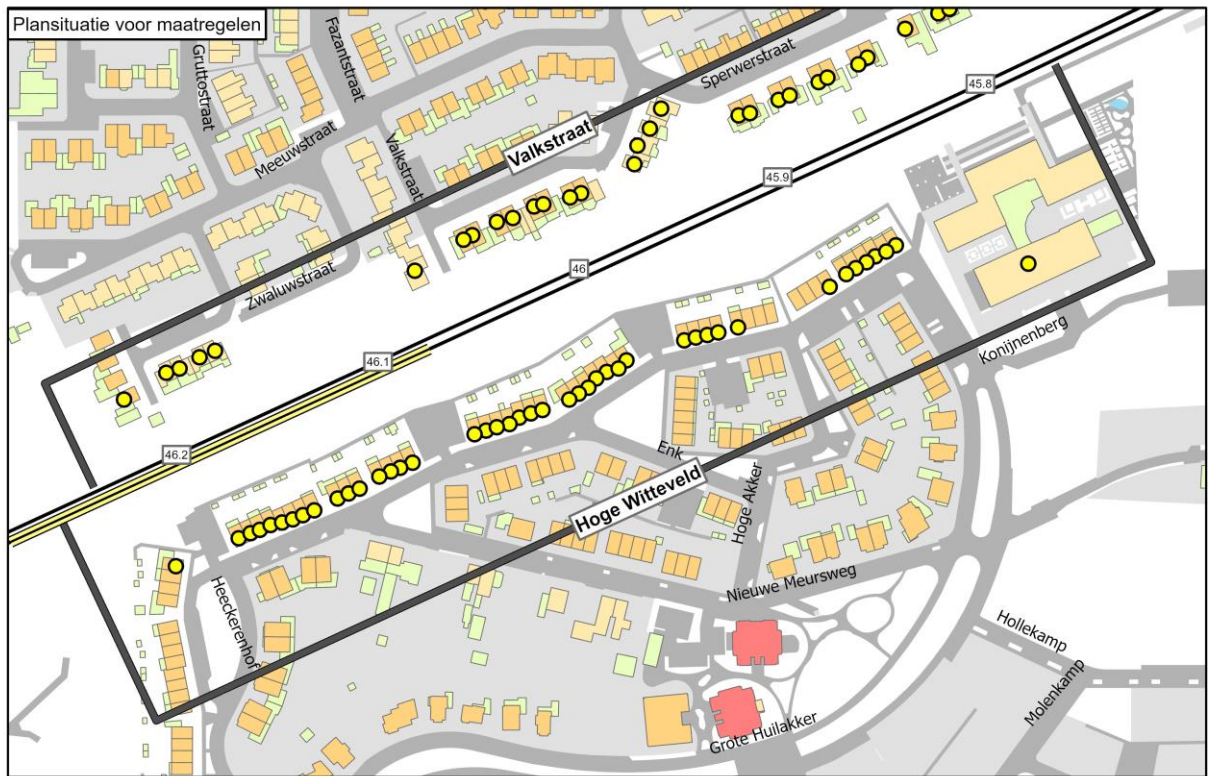 Plansituatie voor maatregelen
Gruttostraat
Fazantstraat
Sperwerstraat
45.8
Meeuwstraat
Valkstraat
Valkstraat
45.9
Zwaluwstraat
46
46.1
Konijnenberg
46.2
Enk
Hoge Akker
Hoge Witteveld
Nieuwe Meursweg
Heeckerenhof
Hollekamp
Molenkamp
Grote Huilakker